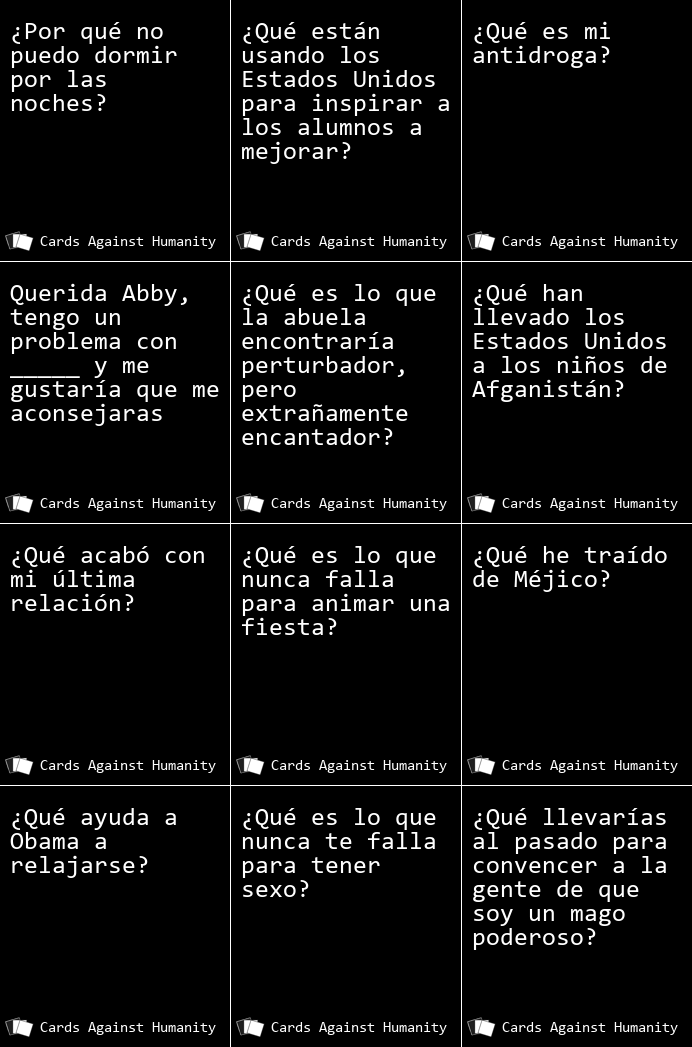 ¿Por qué no
puedo dormir
por las
noches?
Cards Against Humanity
¿Qué están
usando los
Estados Unidos
para inspirar a
los alumnos a
mejorar?
Cards Against Humanity
¿Qué es mi
antidroga?
Cards Against Humanity
Querida Abby,
tengo un
problema con
_____ y me
gustaría que me
aconsejaras
Cards Against Humanity
¿Qué es lo que
la abuela
encontraría
perturbador,
pero
extrañamente
encantador?
Cards Against Humanity
¿Qué han
llevado los
Estados Unidos
a los niños de
Afganistán?
Cards Against Humanity
¿Qué acabó con
mi última
relación?
Cards Against Humanity
¿Qué es lo que
nunca falla
para animar una
fiesta?
Cards Against Humanity
¿Qué he traído
de Méjico?
Cards Against Humanity
¿Qué ayuda a
Obama a
relajarse?
Cards Against Humanity
¿Qué es lo que
nunca te falla
para tener
sexo?
Cards Against Humanity
¿Qué llevarías
al pasado para
convencer a la
gente de que
soy un mago
poderoso?
Cards Against Humanity